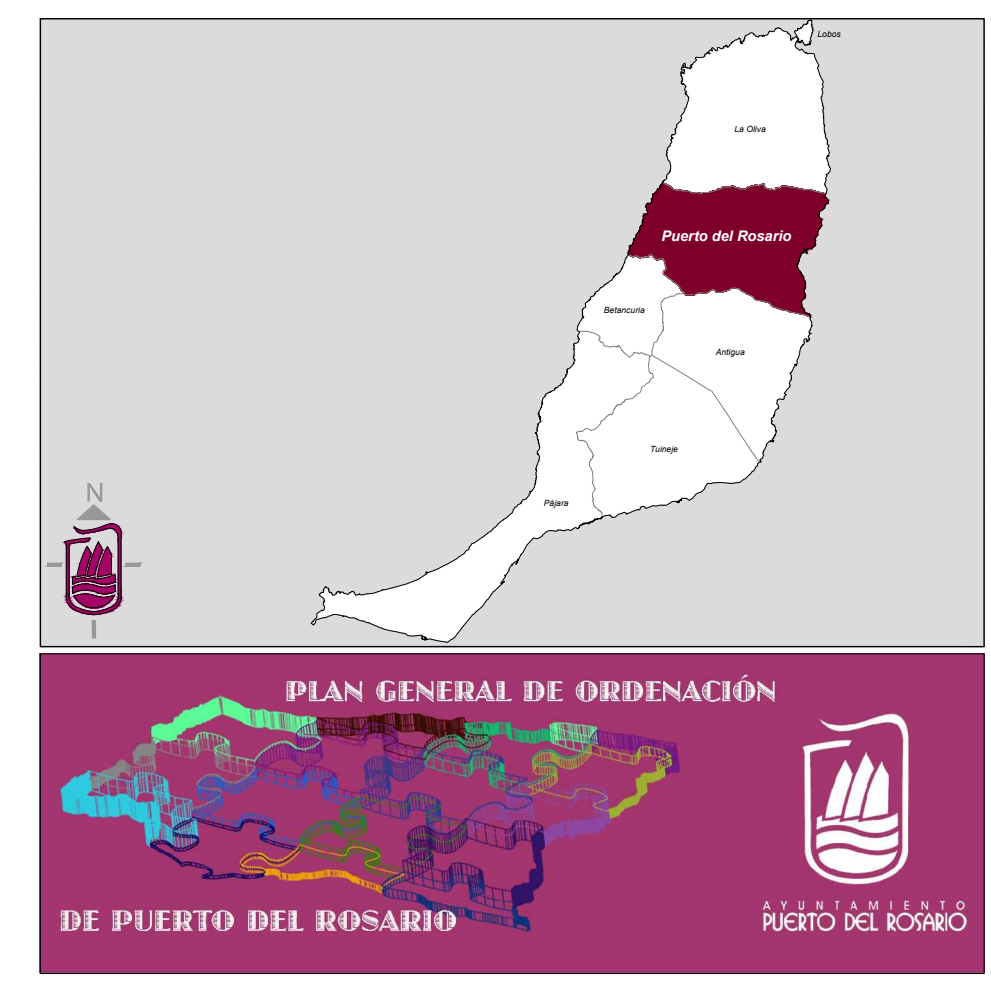 Lobos
La Oliva
Puerto del Rosario
Betancuria
Antigua
Tuineje
Pájara
N
PLAN GENERAL DE ORDENACIÓN
DE PUERTO DEL ROSARIO
AYUNTAMIENTO
PUERTO DEL ROSARIO